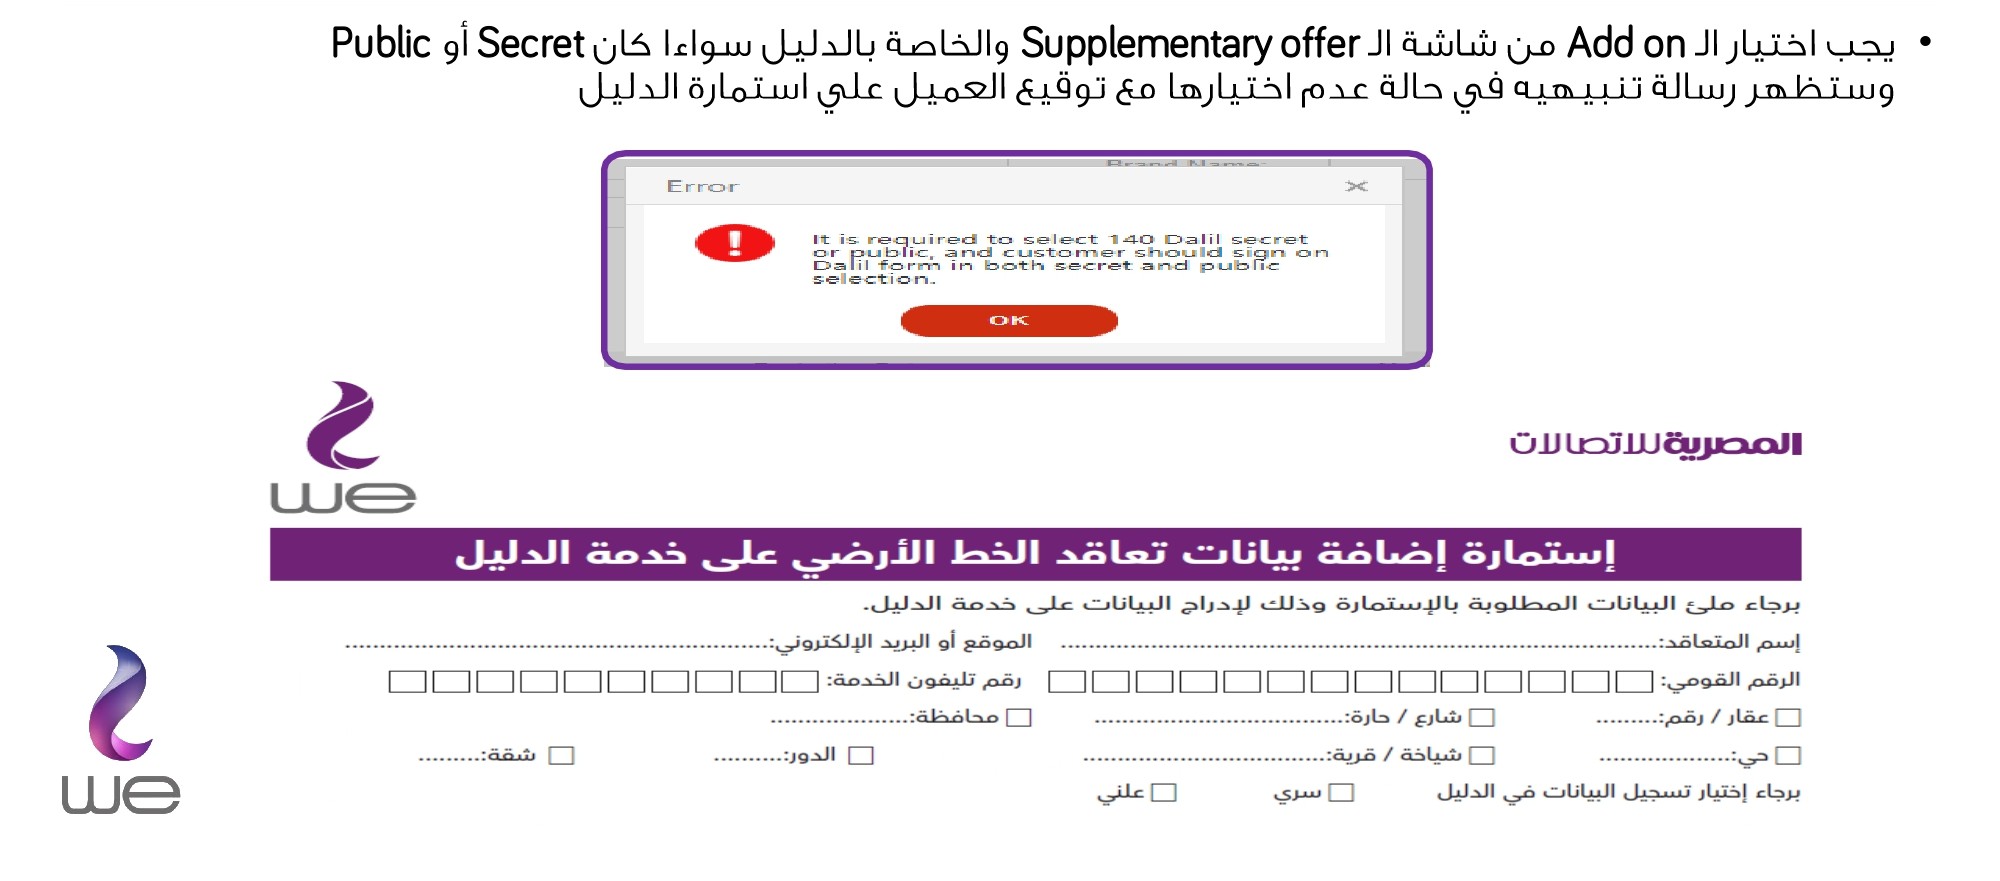 • يجب اختيار الـ Add on من شاشة الـ Supplementary offer والخاصة بالدليل سواءا كان Secret أو Public
وستظهر رسالة تنبيهيه في حالة عدم اختيارها مع توقيع العميل علي استمارة الدليل
Brand Name:
Error
It is required to select 140 Dalil secret
or public, and customer should sign on
Dalil form in both secret and public
selection.
OK
المصرية للاتصالات
we
إستمارة إضافة بيانات تعاقد الخط الأرضي على خدمة الدليل
برجاء ملئ البيانات المطلوبة بالإستمارة وذلك لإدراج البيانات على خدمة الدليل.
إسم المتعاقد:........................ الموقع أو البريد الإلكتروني:........................
الرقم القومي: رقم تليفون الخدمة:
عقار / رقم:......... شارع / حارة:........................ محافظة:...................
حي:................... شياخة / قرية:........................ الدور:.......... شقة:.........
برجاء إختيار تسجيل البيانات في الدليل سري علني
we